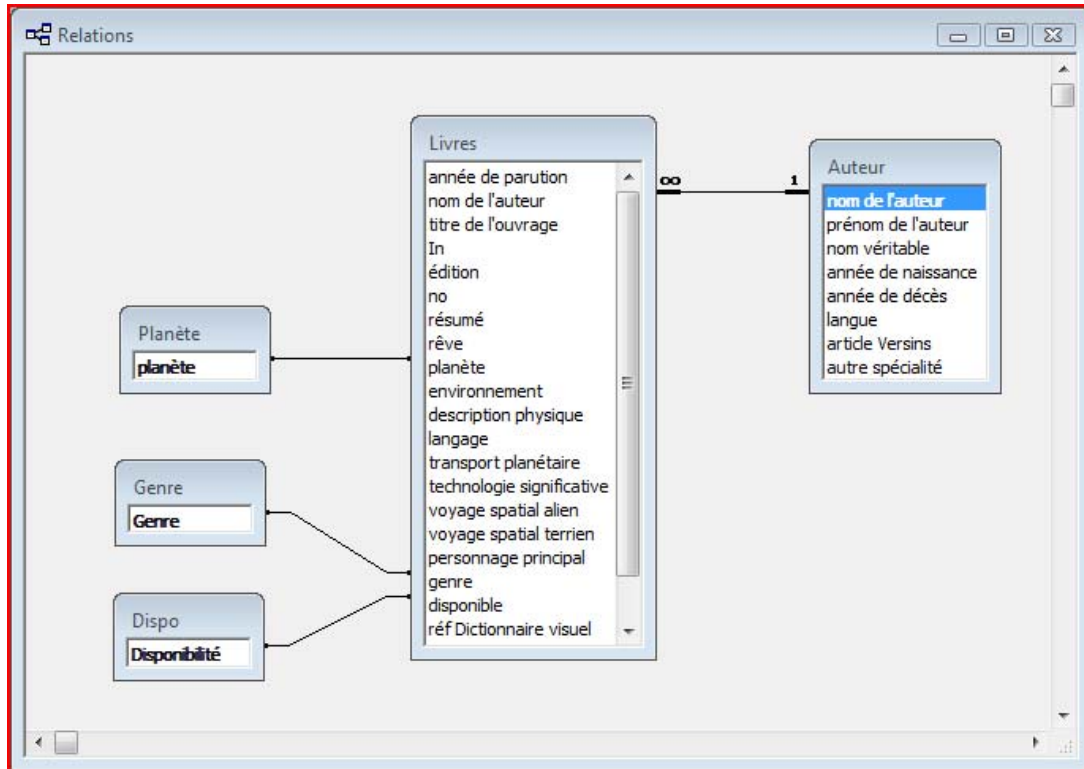 Relations
Livres
année de parution
nom de l'auteur
titre de l'ouvrage
In
édition
no
résumé
rêve
planète
environnement
description physique
langage
transport planétaire
technologie significative
voyage spatial alien
voyage spatial terrien
personnage principal
genre
disponible
réf Dictionnaire visuel
∞ 1
Auteur
nom de l'auteur
prénom de l'auteur
nom véritable
année de naissance
année de décès
langue
article Versins
autre spécialité
Planète
planète
Genre
Genre
Dispo
Disponibilité